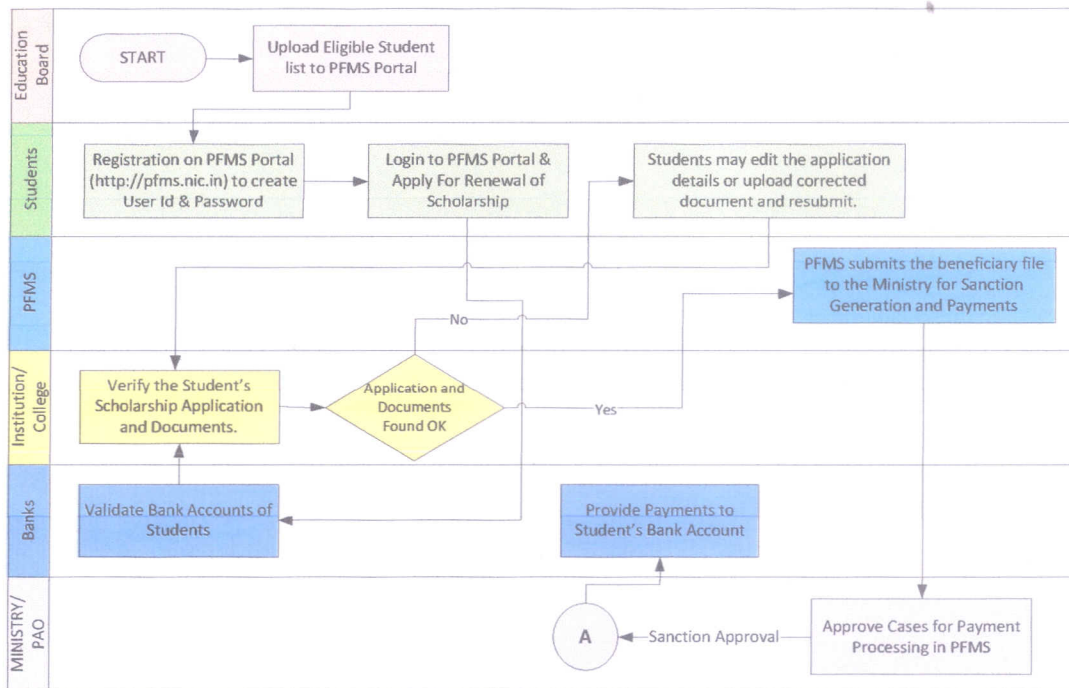 Education
Board
START
Upload Eligible Student
list to PFMS Portal
Students
Registration on PFMS Portal
(http://pfms.nic.in) to create
User Id & Password
Login to PFMS Portal &
Apply For Renewal of
Scholarship
Students may edit the application
details or upload corrected
document and resubmit.
PFMS
PFMS submits the beneficiary file
to the Ministry for Sanction
Generation and Payments
No
Institution/
College
Verify the Student's
Scholarship Application
and Documents.
Application and
Documents
Found OK
Yes
Banks
Validate Bank Accounts of
Students
Provide Payments to
Student's Bank Account
MINISTRY/
PAO
A
Sanction Approval
Approve Cases for Payment
Processing in PFMS